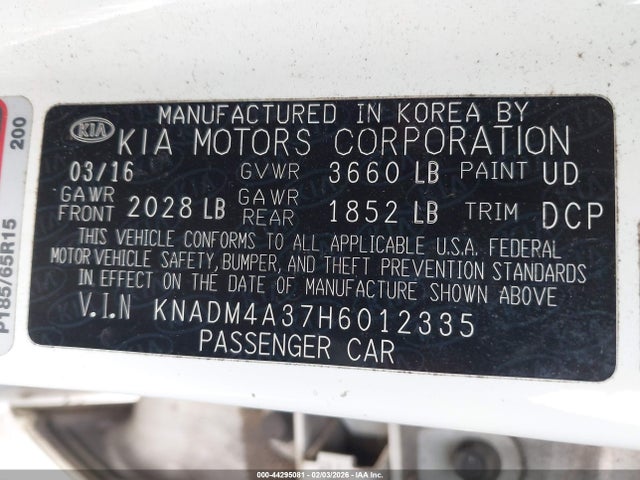 MANUFACTURED IN KOREA BY
KIA KIA MOTORS CORPORATION
03/16 GVWR 3660 LB PAINT UD
GAWR FRONT 2028 LB GAWR REAR 1852 LB TRIM DCP
THIS VEHICLE CONFORMS TO ALL APPLICABLE U.S.A. FEDERAL
MOTOR VEHICLE SAFETY, BUMPER, AND THEFT PREVENTION STANDARDS
IN EFFECT ON THE DATE OF MANUFACTURE SHOWN ABOVE
V.I.N KNADM4A37H6012335
PASSENGER CAR
P185/65R15
200
000-44295081 - 02/03/2026 - IAA Inc.